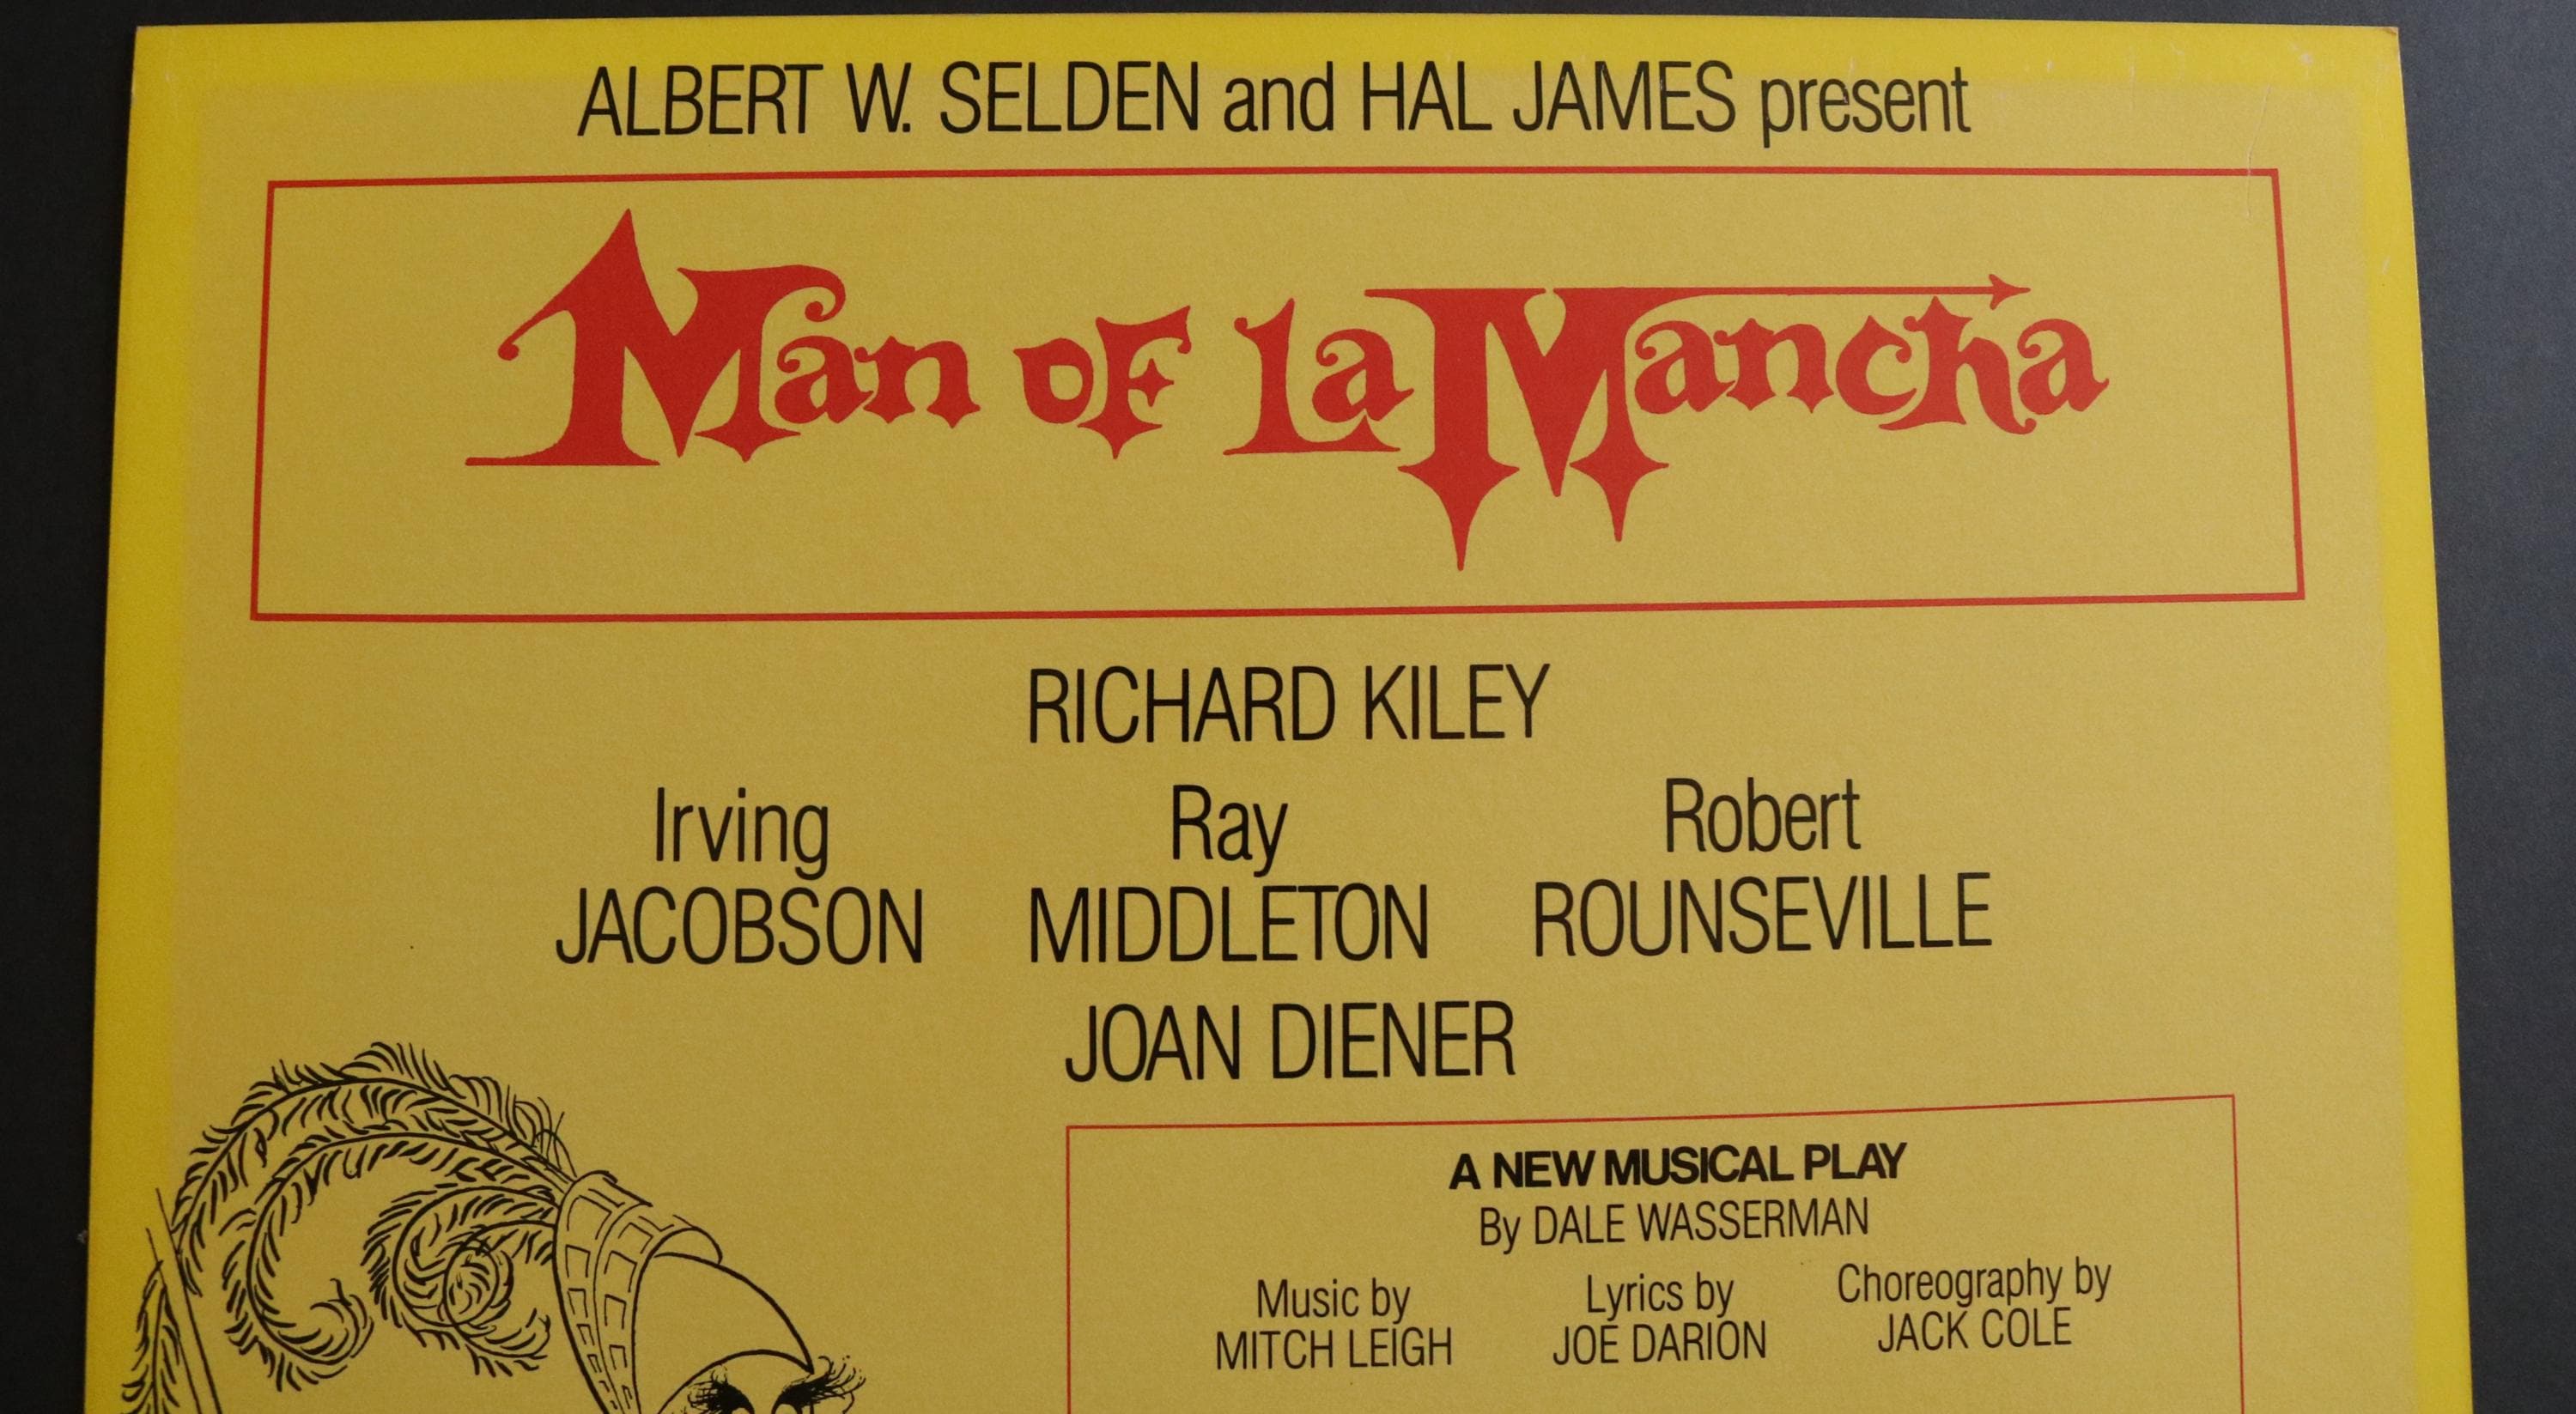 ALBERT W. SELDEN and HAL JAMES present
Man of La Mancha
RICHARD KILEY
Irving Ray Robert
JACOBSON MIDDLETON ROUNSEVILLE
JOAN DIENER
A NEW MUSICAL PLAY
By DALE WASSERMAN
Music by Lyrics by Choreography by
MITCH LEIGH JOE DARION JACK COLE